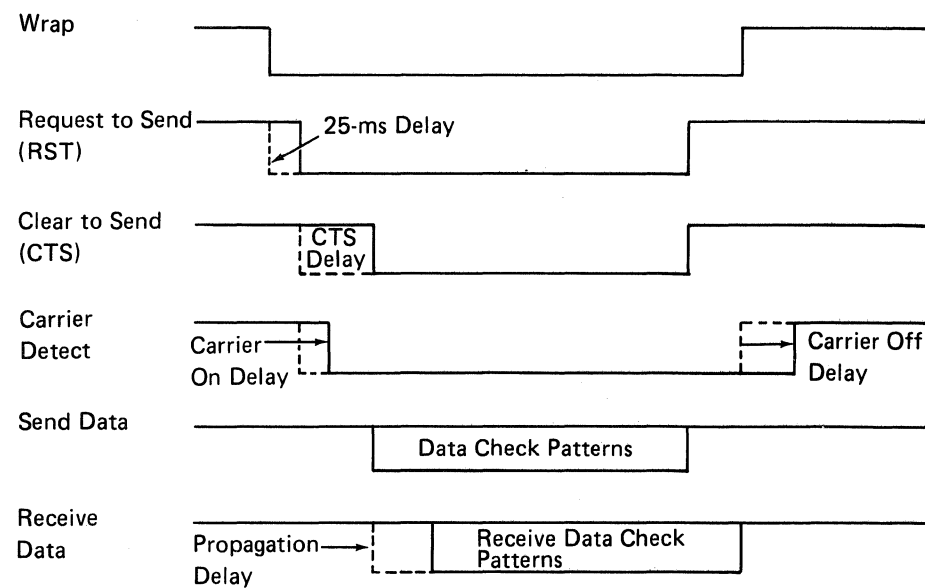 Wrap
Request to Send
(RST)
25-ms Delay
Clear to Send
(CTS)
CTS
Delay
Carrier
Detect
Carrier
On Delay
Carrier Off
Delay
Send Data
Data Check Patterns
Receive
Data
Propagation
Delay
Receive Data Check
Patterns